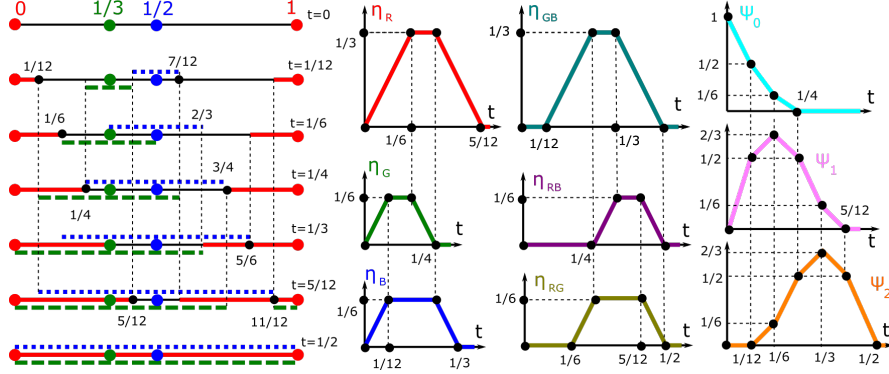 0 1/3 1/2 1 t=0
1/12 7/12 t=1/12
1/6 2/3 t=1/6
3/4 t=1/4
1/4
t=1/3
5/6
t=5/12
5/12 11/12
t=1/2
η_R
1/3
t
1/6 5/12
η_G
1/6
t
1/4
η_B
1/6
t
1/12 1/3
η_GB
1/3
t
1/12 1/3
η_RB
1/6
t
1/4
η_RG
1/6
t
1/6 5/12 1/2
1 ψ_0
1/2
1/6 1/4
t
2/3
1/2 ψ_1
1/6 5/12
t
2/3
1/2 ψ_2
1/6
t
1/12 1/6 1/3 1/2